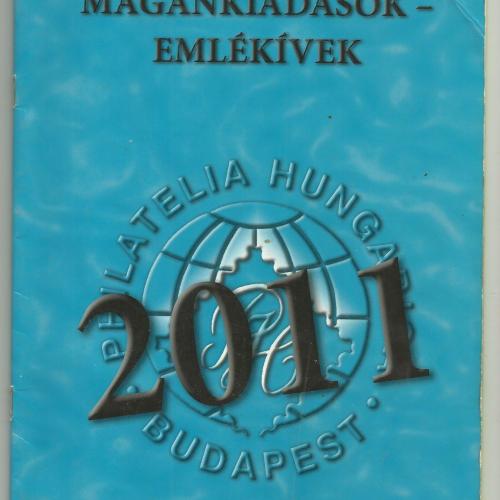 MAGÁNKIADÁSOK –
EMLÉKÍVEK
PHILATELIA HUNGARICA
2011
• BUDAPEST •